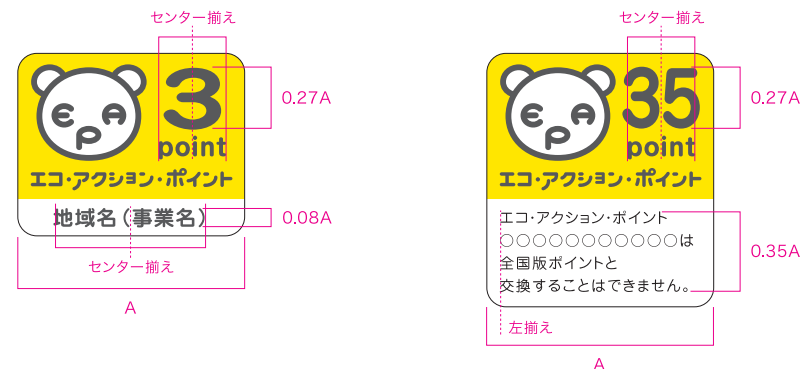 センター揃え
3
0.27A
EPA
point
エコ・アクション・ポイント
地域名（事業名）
0.08A
センター揃え
A
センター揃え
35
0.27A
EPA
point
エコ・アクション・ポイント
エコ・アクション・ポイント
○○○○○○○○○○○は
全国版ポイントと
交換することはできません。
0.35A
左揃え
A